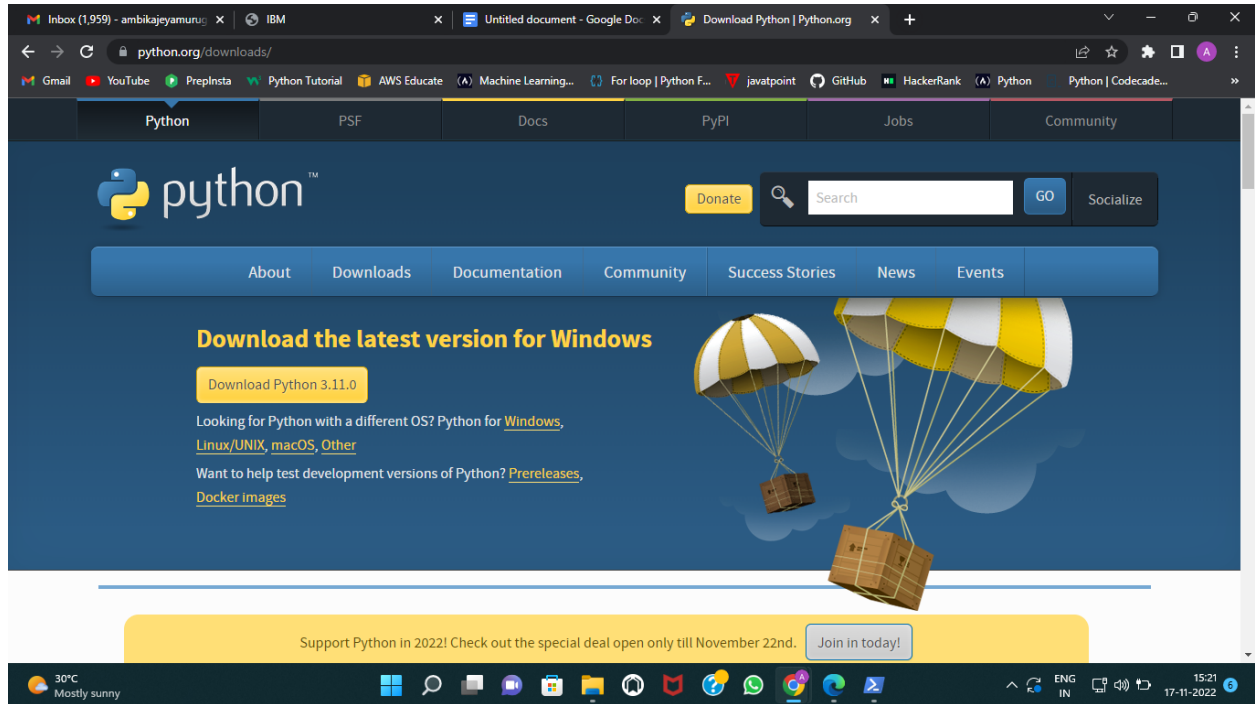 Inbox (1,959) - ambikajeyamurug
IBM
Untitled document - Google Doc
Download Python | Python.org
python.org/downloads/
A
Gmail
YouTube
PrepInsta
Python Tutorial
AWS Educate
Machine Learning...
For loop | Python F...
javatpoint
GitHub
HackerRank
Python
Python | Codecade...
»
Python
PSF
Docs
PyPI
Jobs
Community
python™
Donate
Search
GO
Socialize
About
Downloads
Documentation
Community
Success Stories
News
Events
Download the latest version for Windows
Download Python 3.11.0
Looking for Python with a different OS? Python for Windows,
Linux/UNIX, macOS, Other
Want to help test development versions of Python? Prereleases,
Docker images
Support Python in 2022! Check out the special deal open only till November 22nd.
Join in today!
30°C
Mostly sunny
ENG
IN
15:21
17-11-2022
6